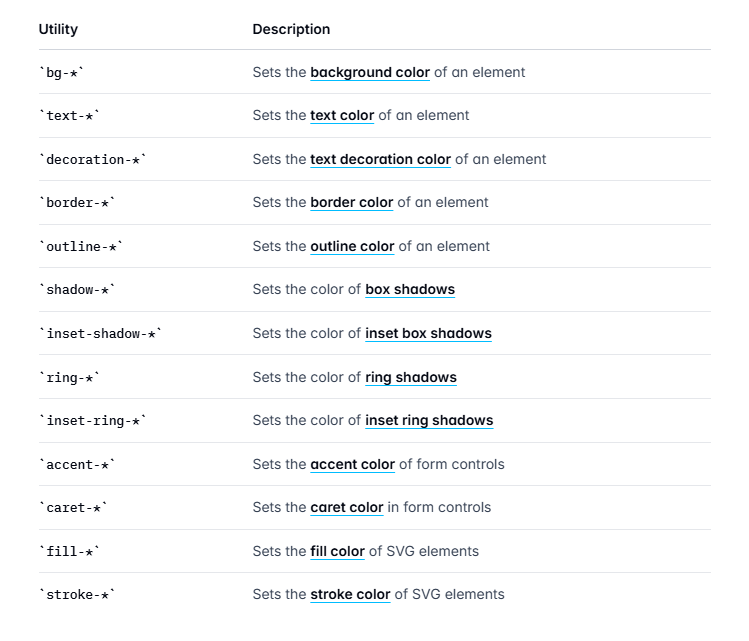 Utility Description
`bg-*` Sets the background color of an element
`text-*` Sets the text color of an element
`decoration-*` Sets the text decoration color of an element
`border-*` Sets the border color of an element
`outline-*` Sets the outline color of an element
`shadow-*` Sets the color of box shadows
`inset-shadow-*` Sets the color of inset box shadows
`ring-*` Sets the color of ring shadows
`inset-ring-*` Sets the color of inset ring shadows
`accent-*` Sets the accent color of form controls
`caret-*` Sets the caret color in form controls
`fill-*` Sets the fill color of SVG elements
`stroke-*` Sets the stroke color of SVG elements